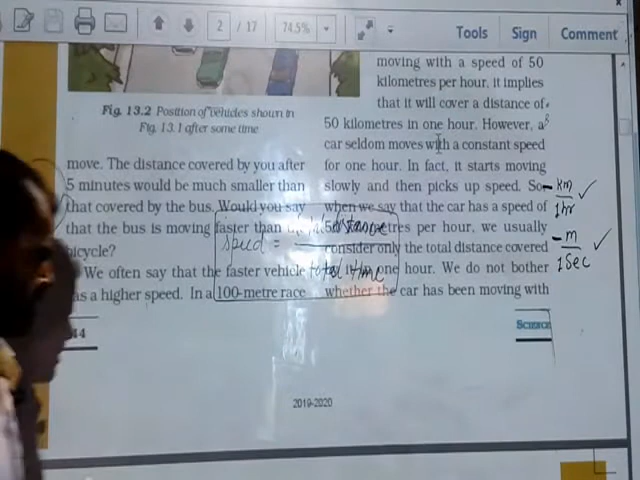 2 / 17
74.5%
Tools
Sign
Comment
Fig. 13.2 Position of vehicles shown in
Fig. 13.1 after some time
move. The distance covered by you after
5 minutes would be much smaller than
that covered by the bus. Would you say
that the bus is moving faster than
bicycle?
We often say that the faster vehicle
has a higher speed. In a 100-metre race
speed = distance
total time
44
moving with a speed of 50
kilometres per hour, it implies
that it will cover a distance of
50 kilometres in one hour. However, a
car seldom moves with a constant speed
for one hour. In fact, it starts moving
slowly and then picks up speed. So,
when we say that the car has a speed of
50 kilometres per hour, we usually
consider only the total distance covered
by it in one hour. We do not bother
whether the car has been moving with
km
1hr
m
1Sec
SCIENCE
2019-2020